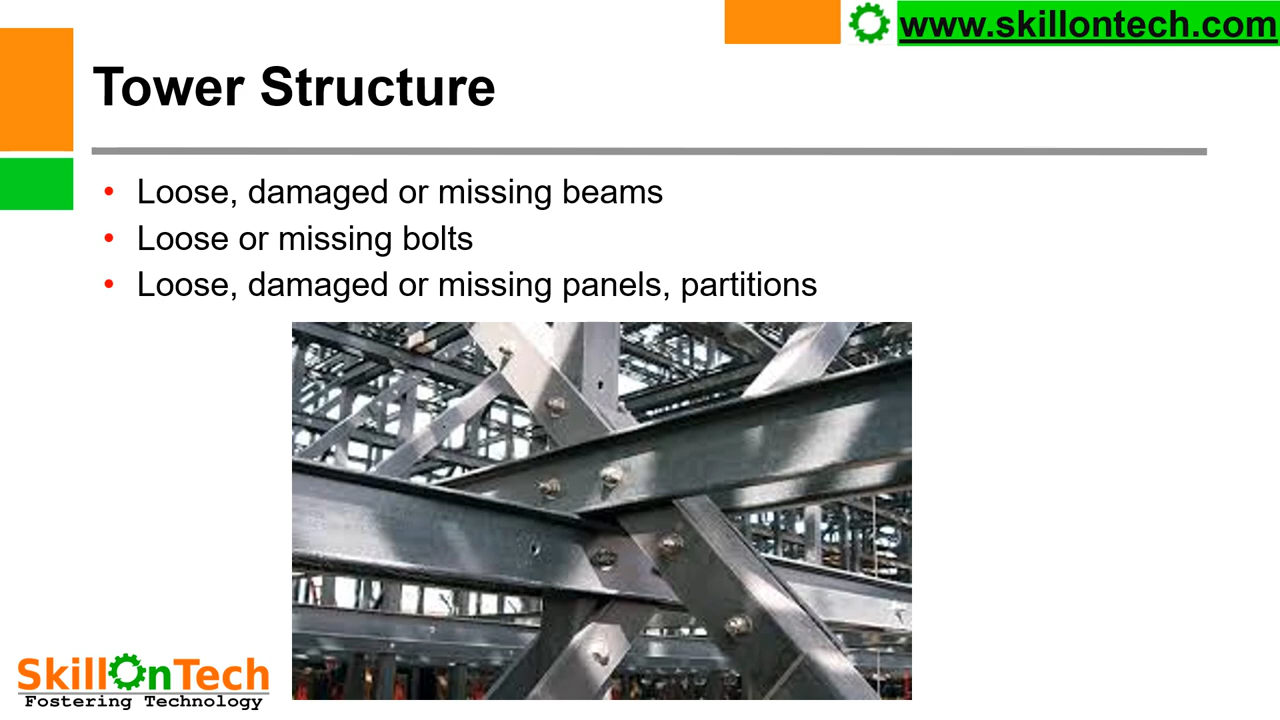 www.skillontech.com
Tower Structure
• Loose, damaged or missing beams
• Loose or missing bolts
• Loose, damaged or missing panels, partitions
SkillOnTech
Fostering Technology